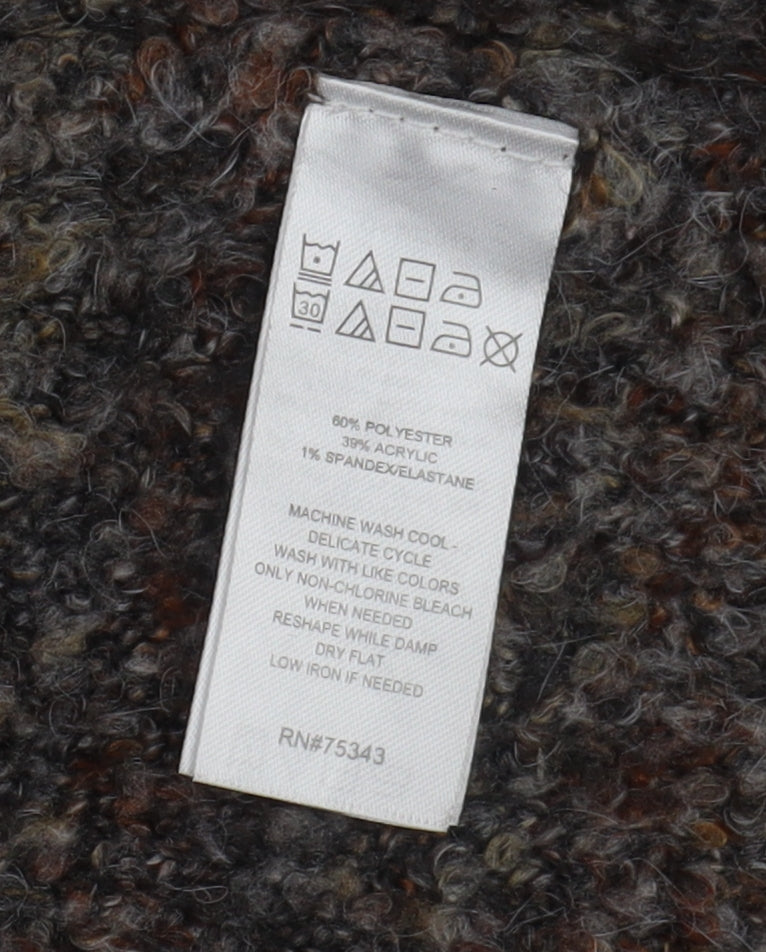 30
60% POLYESTER
39% ACRYLIC
1% SPANDEX/ELASTANE
MACHINE WASH COOL -
DELICATE CYCLE
WASH WITH LIKE COLORS
ONLY NON-CHLORINE BLEACH
WHEN NEEDED
RESHAPE WHILE DAMP
DRY FLAT
LOW IRON IF NEEDED
RN#75343